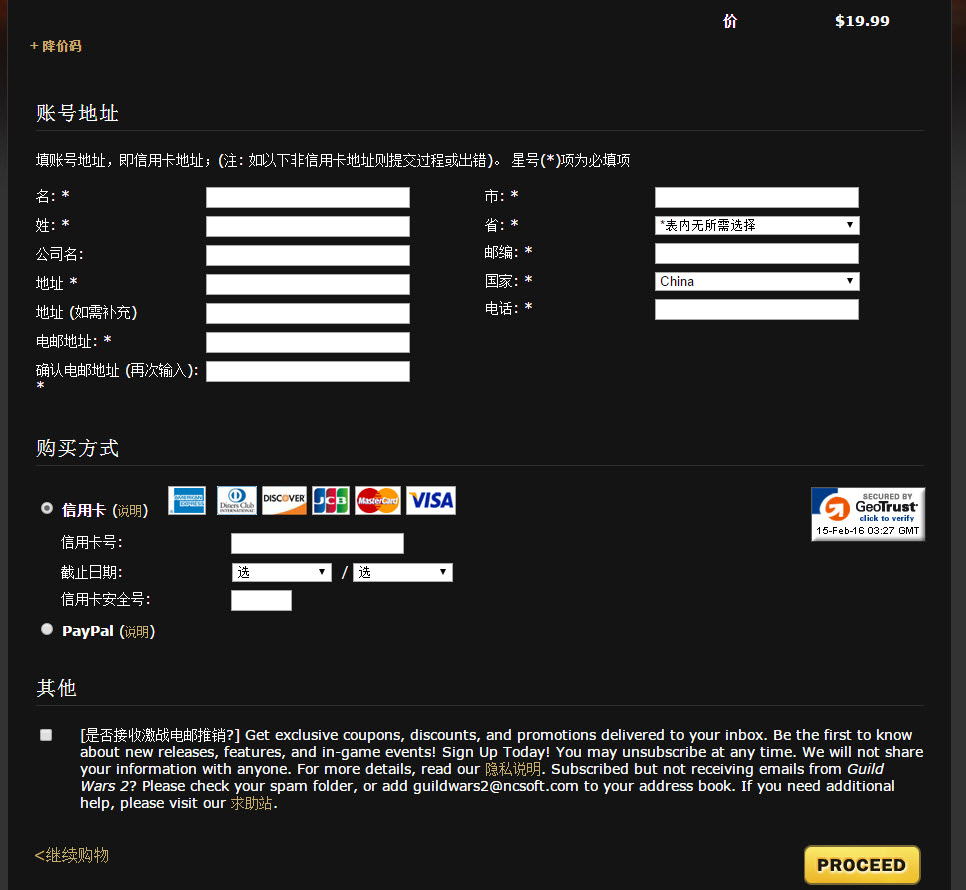 价 $19.99
+ 降价码
账号地址
填账号地址，即信用卡地址；(注：如以下非信用卡地址则提交过程或出错)。 星号(*)项为必填项
名: * 市: *
姓: * 省: * *表内无所需选择
公司名: 邮编: *
地址 * 国家: * China
地址 (如需补充) 电话: *
电邮地址: *
确认电邮地址 (再次输入):
*
购买方式
信用卡 (说明) AMERICAN EXPRESS Diners Club INTERNATIONAL DISCOVER JCB MasterCard VISA
SECURED BY
GeoTrust
click to verify
15-Feb-16 03:27 GMT
信用卡号:
截止日期: 选 / 选
信用卡安全号:
PayPal (说明)
其他
[是否接收激战电邮推销?] Get exclusive coupons, discounts, and promotions delivered to your inbox. Be the first to know
about new releases, features, and in-game events! Sign Up Today! You may unsubscribe at any time. We will not share
your information with anyone. For more details, read our 隐私说明. Subscribed but not receiving emails from Guild
Wars 2? Please check your spam folder, or add guildwars2@ncsoft.com to your address book. If you need additional
help, please visit our 求助站.
<继续购物 PROCEED